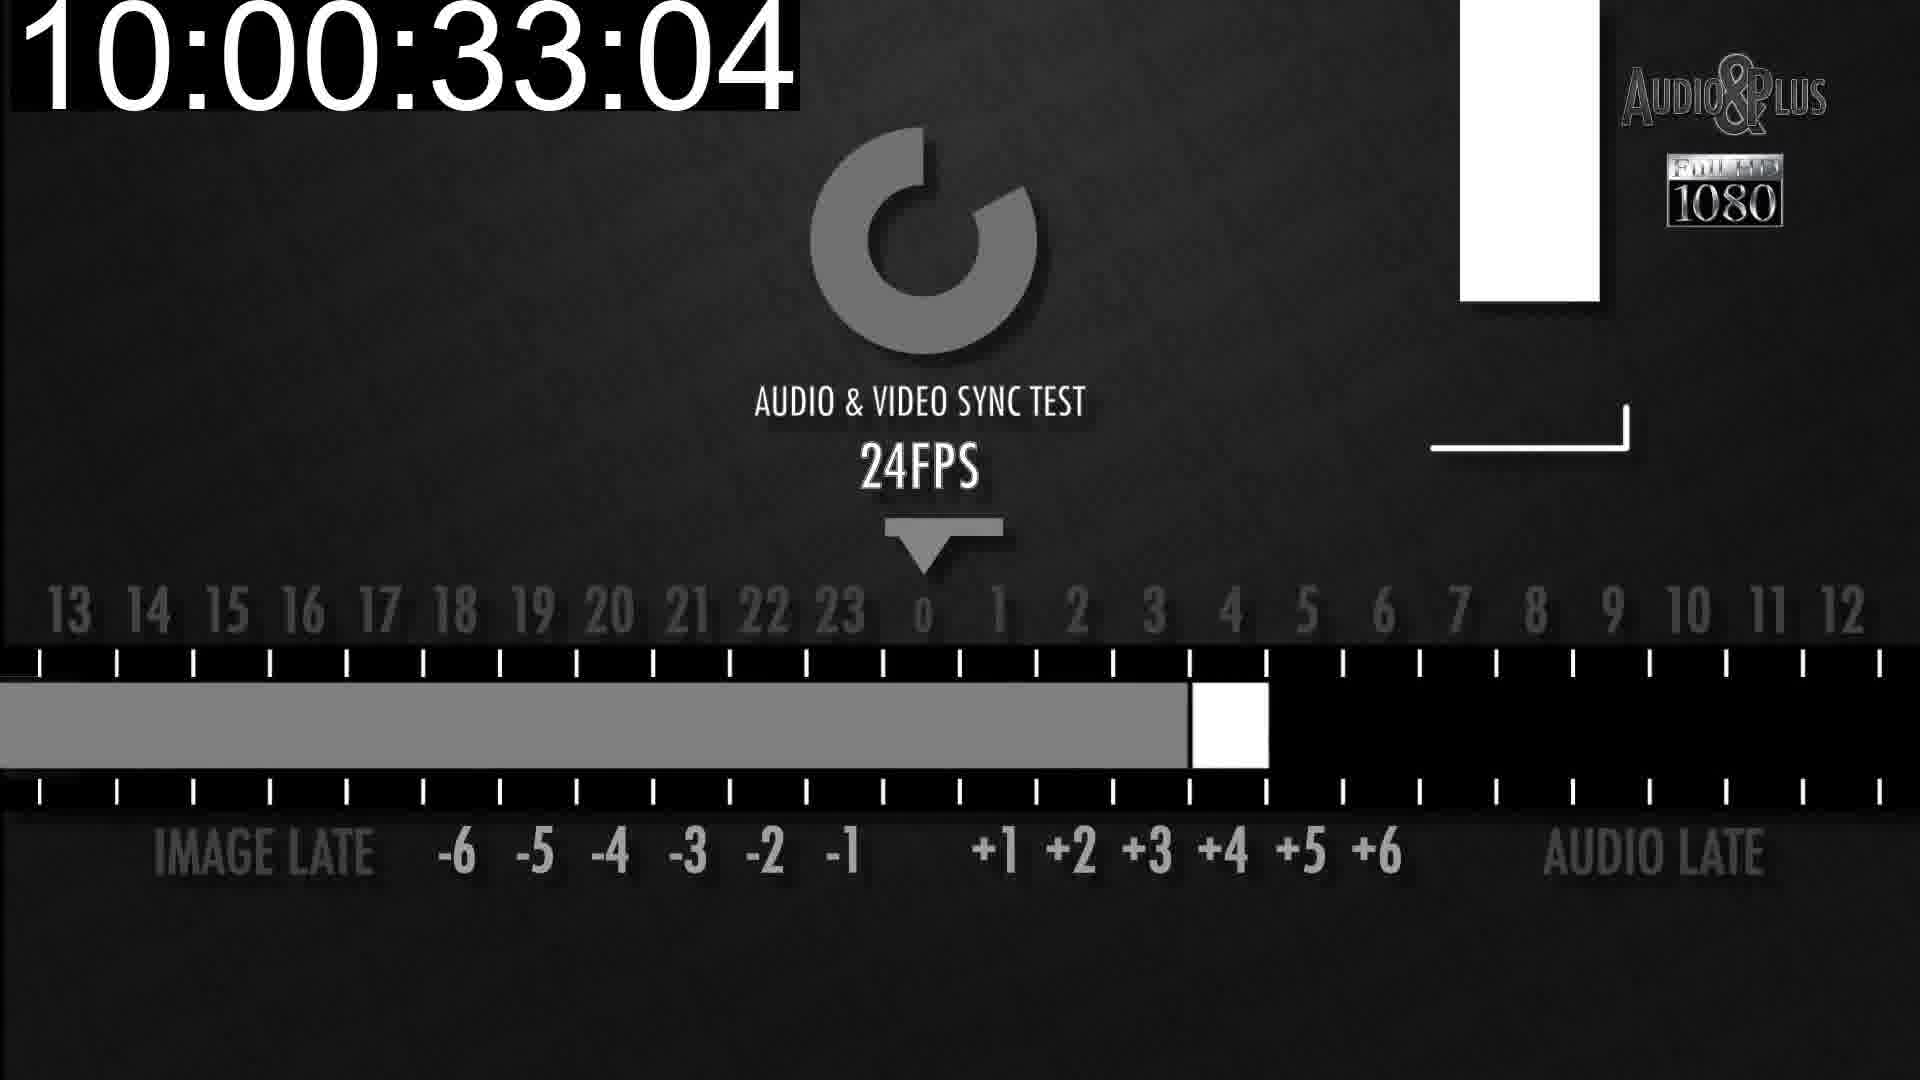 10:00:33:04
AUDIO & PLUS
Full HD
1080
AUDIO & VIDEO SYNC TEST
24FPS
13 14 15 16 17 18 19 20 21 22 23 0 1 2 3 4 5 6 7 8 9 10 11 12
IMAGE LATE -6 -5 -4 -3 -2 -1 +1 +2 +3 +4 +5 +6 AUDIO LATE